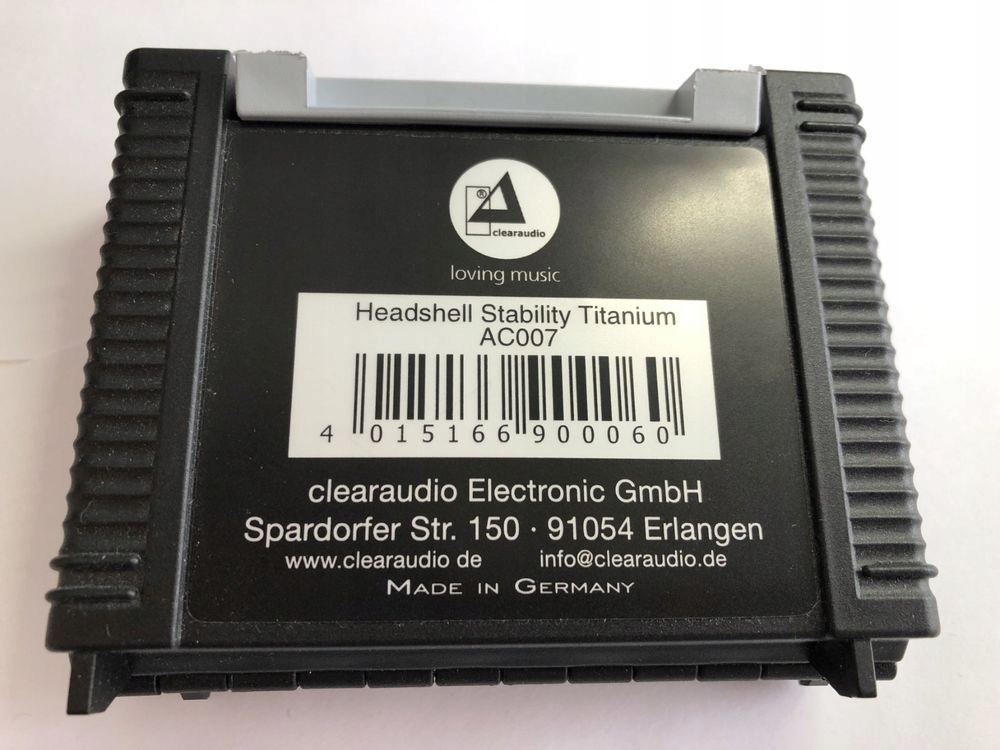 ®
clearaudio
loving music
Headshell Stability Titanium
AC007
4 015166 900060
clearaudio Electronic GmbH
Spardorfer Str. 150 · 91054 Erlangen
www.clearaudio de info@clearaudio.de
MADE IN GERMANY